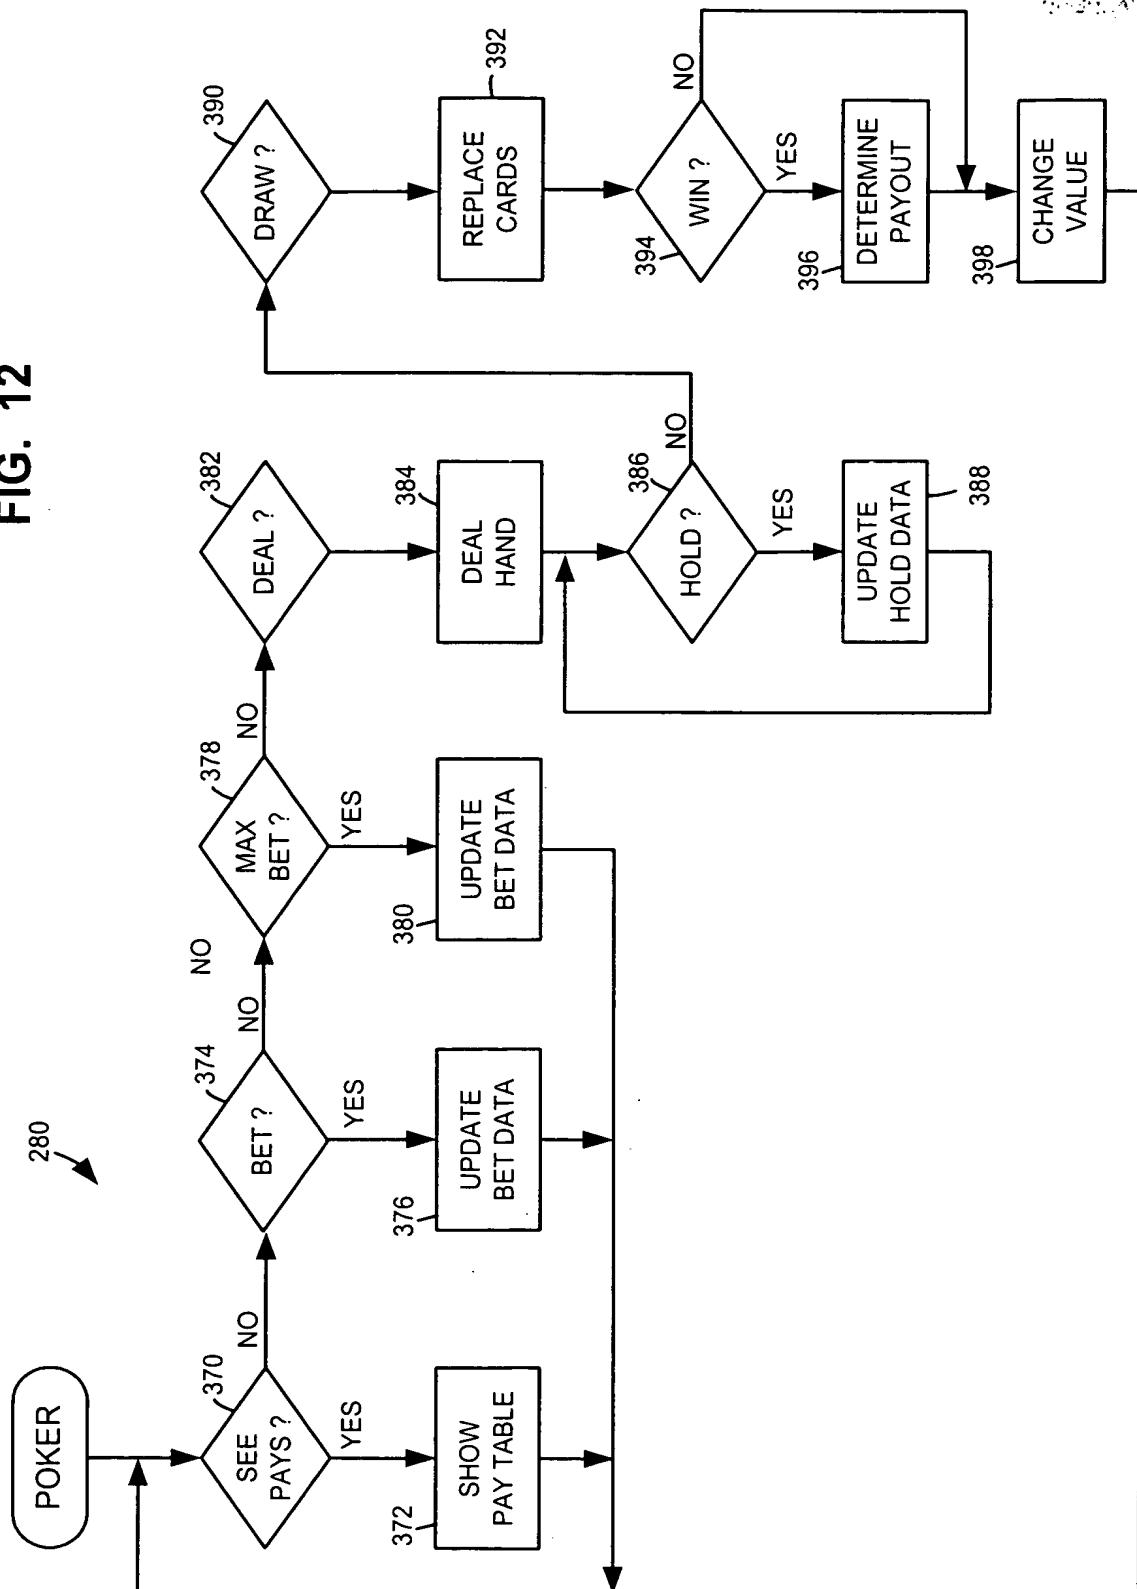 FIG. 12
280
POKER
370
SEE
PAYS ?
NO
YES
372
SHOW
PAY TABLE
374
BET ?
NO
YES
376
UPDATE
BET DATA
NO
378
MAX
BET ?
NO
YES
380
UPDATE
BET DATA
382
DEAL ?
384
DEAL
HAND
386
HOLD ?
NO
YES
388
UPDATE
HOLD DATA
390
DRAW ?
392
REPLACE
CARDS
394
WIN ?
NO
YES
396
DETERMINE
PAYOUT
398
CHANGE
VALUE